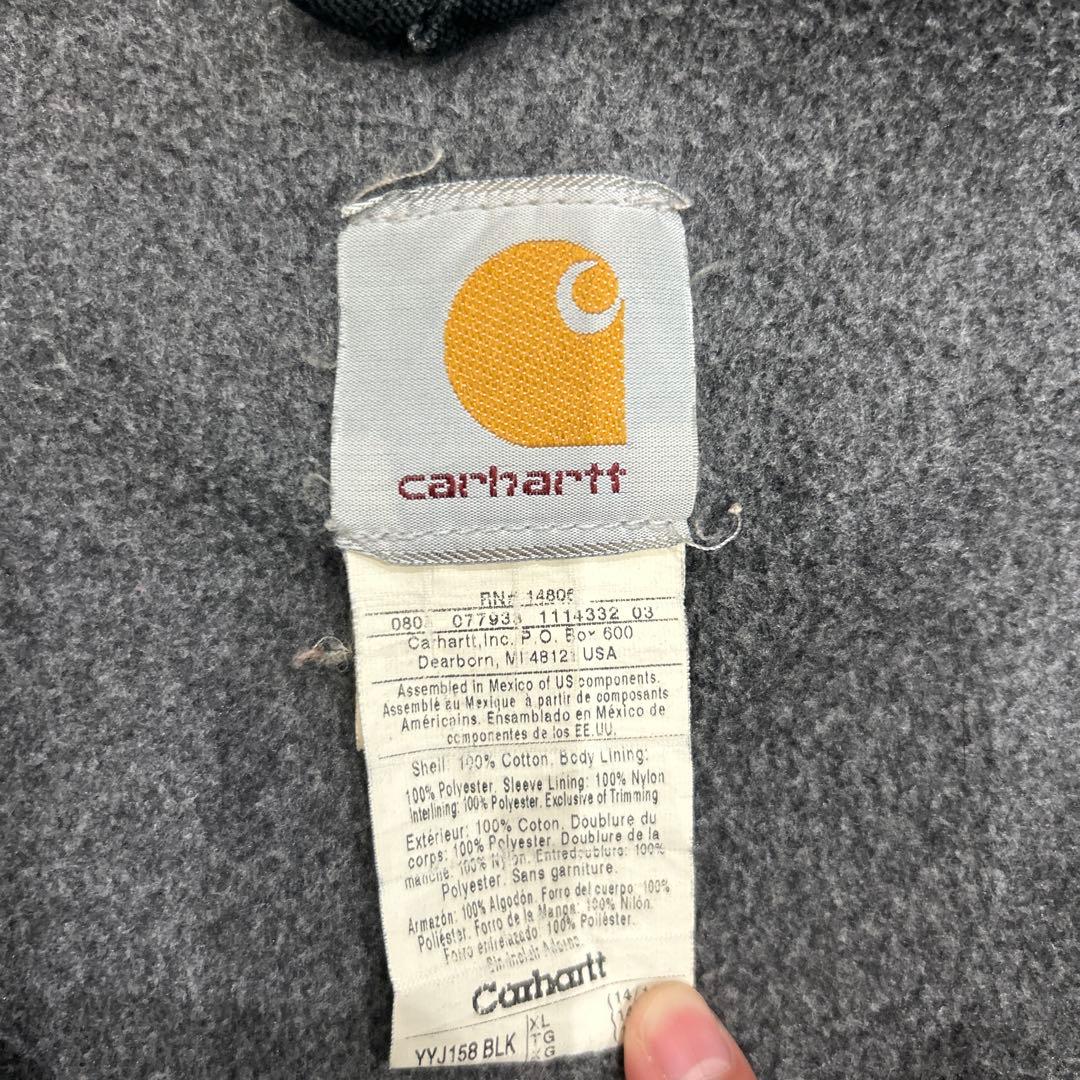 carhartt
RN# 14806
080 07793 1114332 03
Carhartt, Inc. P.O. Box 600
Dearborn, MI 48121 USA
Assembled in Mexico of US components.
Assemblé au Mexique à partir de composants
Américains. Ensamblado en México de
componentes de los EE.UU.
Shell: 100% Cotton, Body Lining:
100% Polyester, Sleeve Lining: 100% Nylon
Interlining: 100% Polyester, Exclusive of Trimming
Extérieur: 100% Coton, Doublure du
corps: 100% Polyester, Doublure de la
manche: 100% Nylon, Entredoublure: 100%
Polyester. Sans garniture.
Armazón: 100% Algodón. Forro del cuerpo: 100%
Poliéster. Forro de la Manga: 100% Nilón.
Forro entrelazado 100% Poliéster.
Carhartt
YYJ158 BLK
XL
TG
XG
(14/